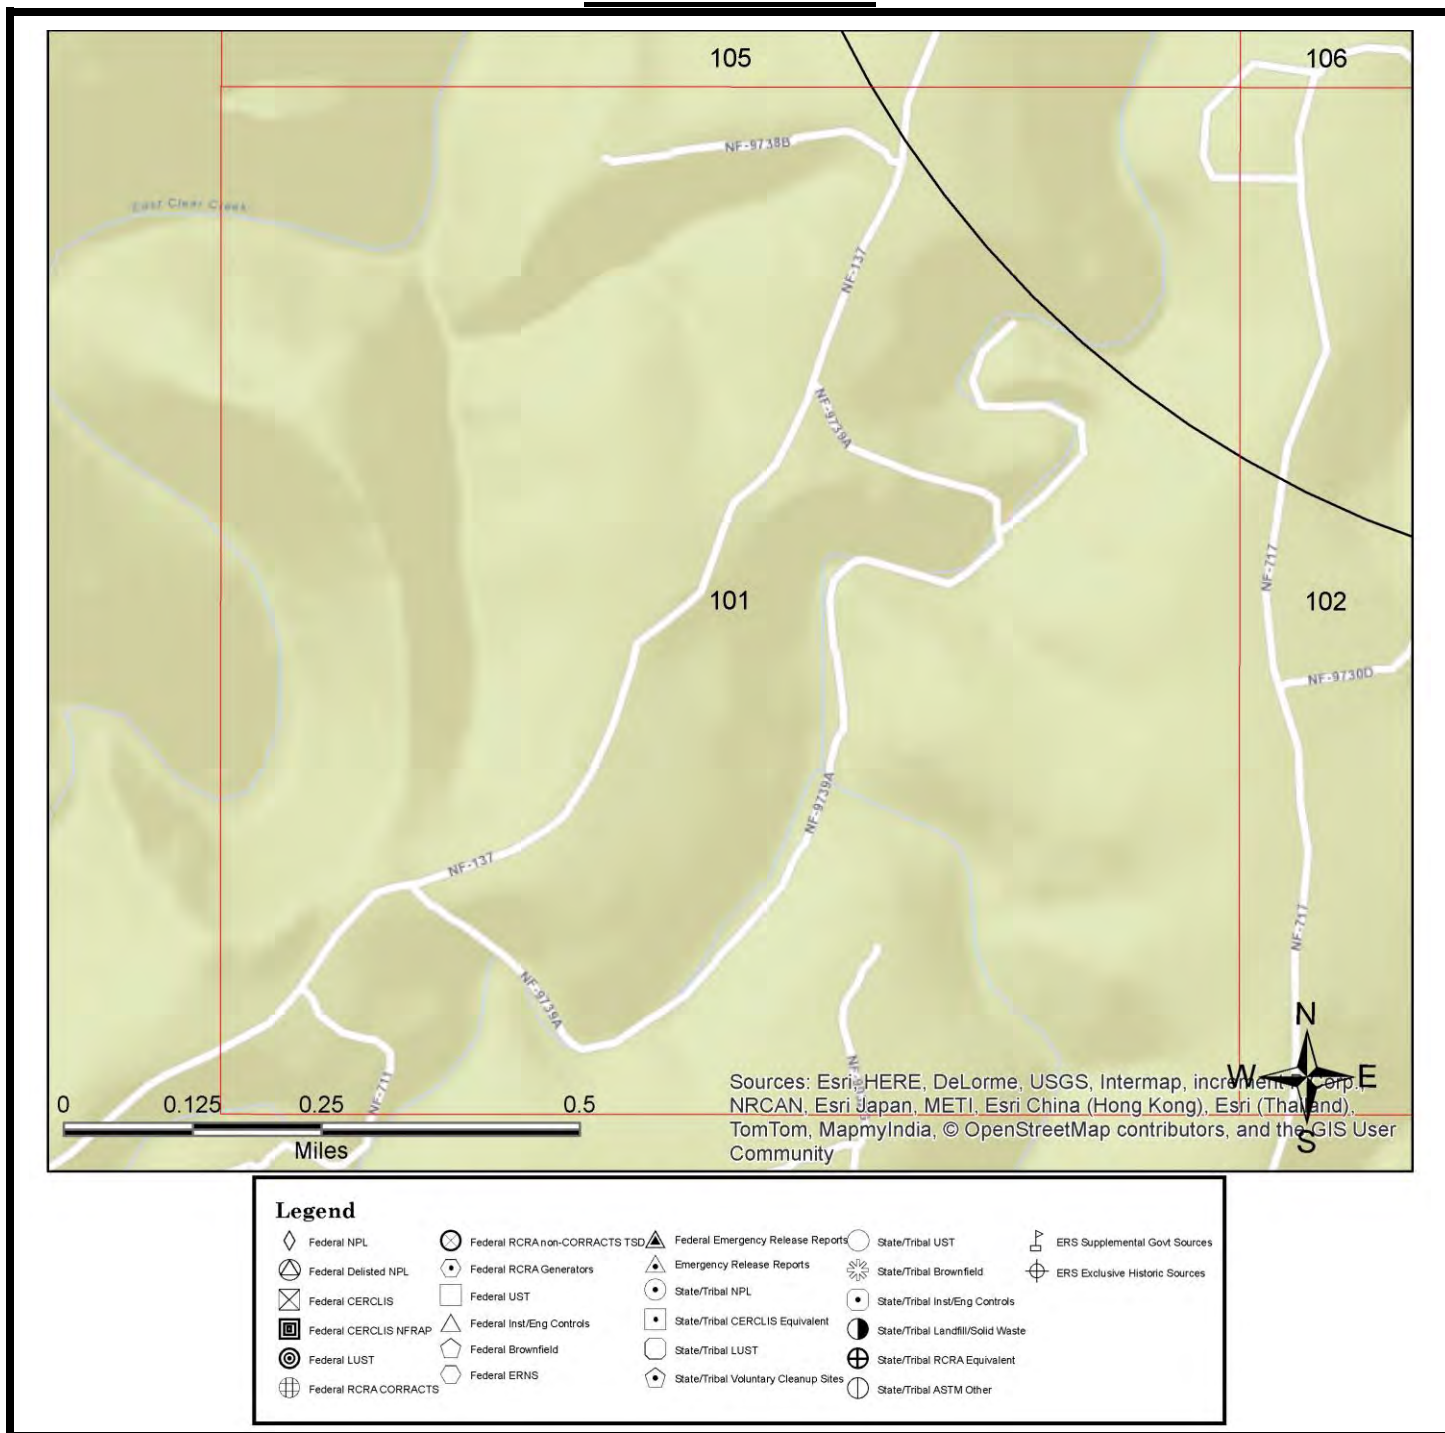 105
106
NF-9738B
East Clear Creek
NF-137
NF-9739A
NF-717
101
102
NF-9730D
NF-9739A
NF-137
NF-717
NF-9739A
N
W E
S
NF-711
0 0.125 0.25 0.5
Miles
Sources: Esri, HERE, DeLorme, USGS, Intermap, increment P Corp.,
NRCAN, Esri Japan, METI, Esri China (Hong Kong), Esri (Thailand),
TomTom, MapmyIndia, © OpenStreetMap contributors, and the GIS User
Community
Legend
Federal NPL
Federal Delisted NPL
Federal CERCLIS
Federal CERCLIS NFRAP
Federal LUST
Federal RCRA CORRACTS
Federal RCRA non-CORRACTS TSD
Federal RCRA Generators
Federal UST
Federal Inst/Eng Controls
Federal Brownfield
Federal ERNS
Federal Emergency Release Reports
Emergency Release Reports
State/Tribal NPL
State/Tribal CERCLIS Equivalent
State/Tribal LUST
State/Tribal Voluntary Cleanup Sites
State/Tribal UST
State/Tribal Brownfield
State/Tribal Inst/Eng Controls
State/Tribal Landfill/Solid Waste
State/Tribal RCRA Equivalent
State/Tribal ASTM Other
ERS Supplemental Govt Sources
ERS Exclusive Historic Sources